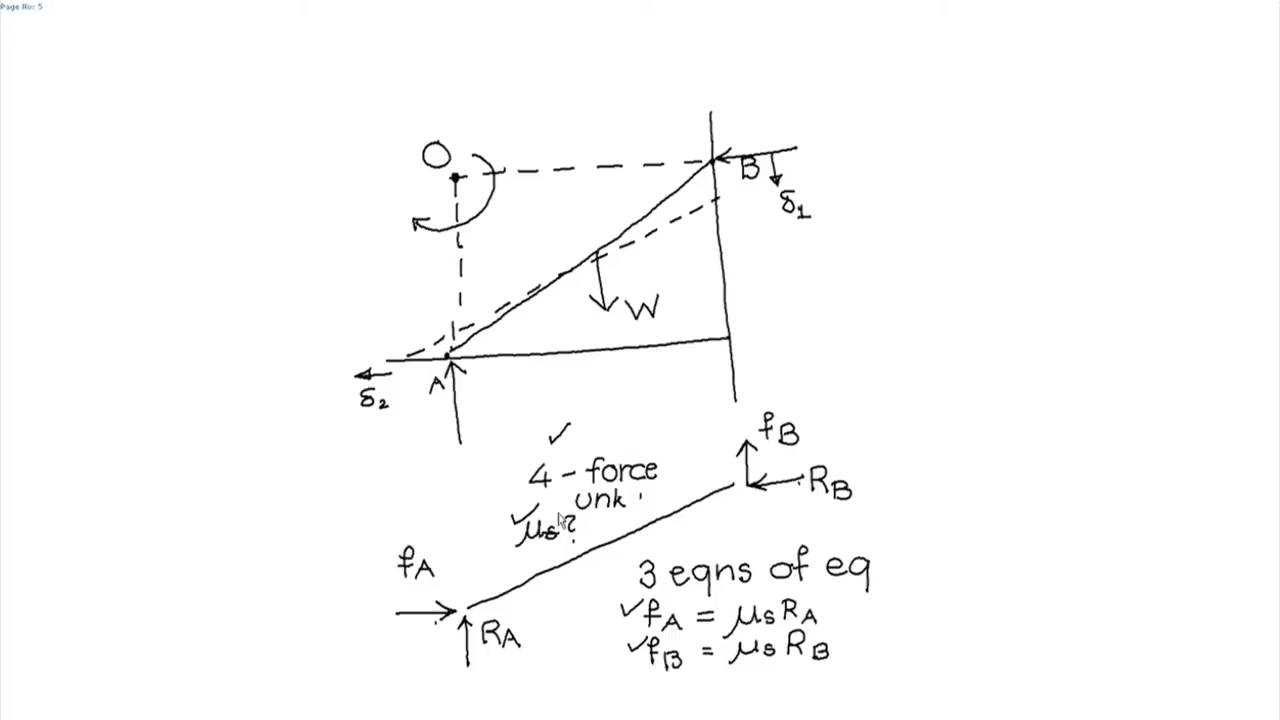 Page No: 5
O
B
δ1
W
A
δ2
fB
4 - force
unk.
RB
✓ μs?
fA
3 eqns of eq
✓ fA = μs RA
RA
✓ fB = μs RB